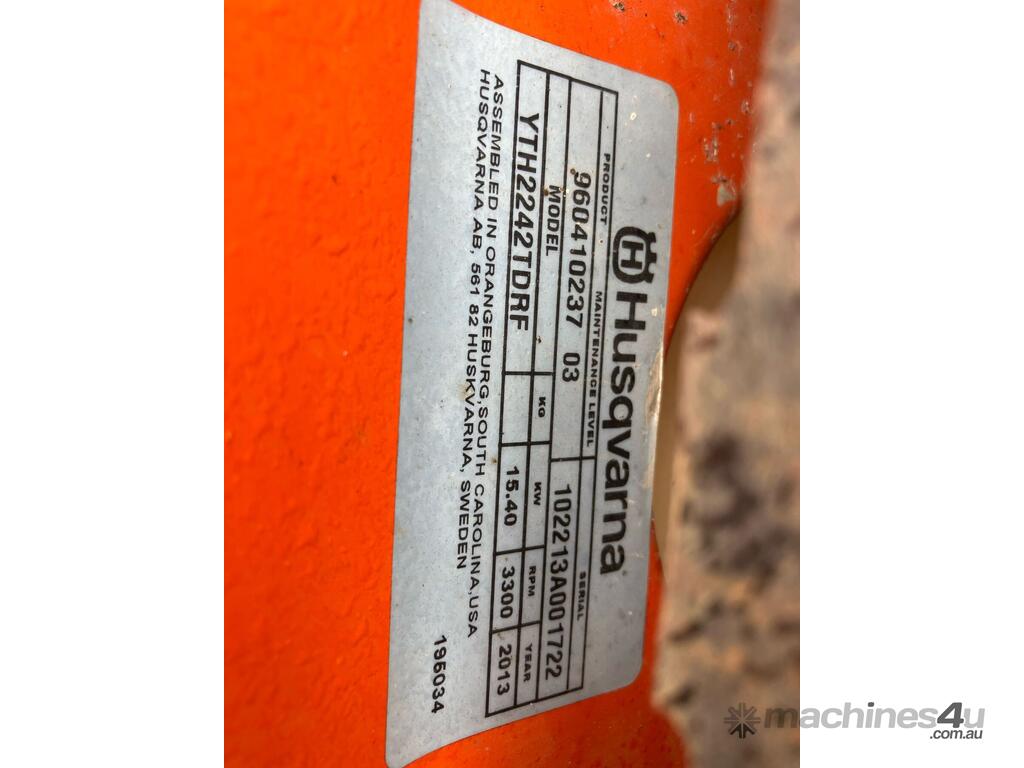 Husqvarna
PRODUCT MAINTENANCE LEVEL SERIAL
960410237 03 102213A001722
MODEL KG KW RPM YEAR
YTH2242TDRF 15.40 3300 2013
ASSEMBLED IN ORANGEBURG, SOUTH CAROLINA, USA
HUSQVARNA AB, 561 82 HUSKVARNA, SWEDEN
195034
machines4u
.com.au